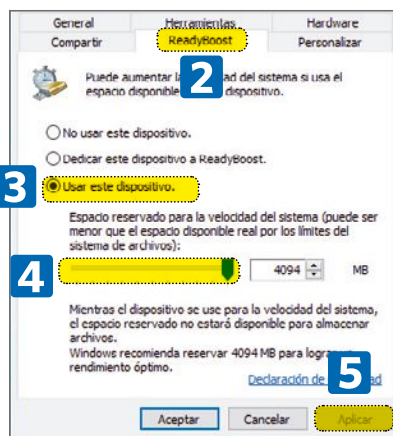 General Herramientas Hardware
Compartir ReadyBoost Personalizar
2
Puede aumentar la dad del sistema si usa el
espacio disponible dispositivo.
No usar este dispositivo.
Dedicar este dispositivo a ReadyBoost.
3
Usar este dispositivo.
Espacio reservado para la velocidad del sistema (puede ser
menor que el espacio disponible real por los límites del
sistema de archivos):
4
4094 MB
Mientras el dispositivo se use para la velocidad del sistema,
el espacio reservado no estará disponible para almacenar
archivos.
Windows recomienda reservar 4094 MB para lograr
rendimiento óptimo.
5
Declaración de ad
Aceptar Cancelar Aplicar